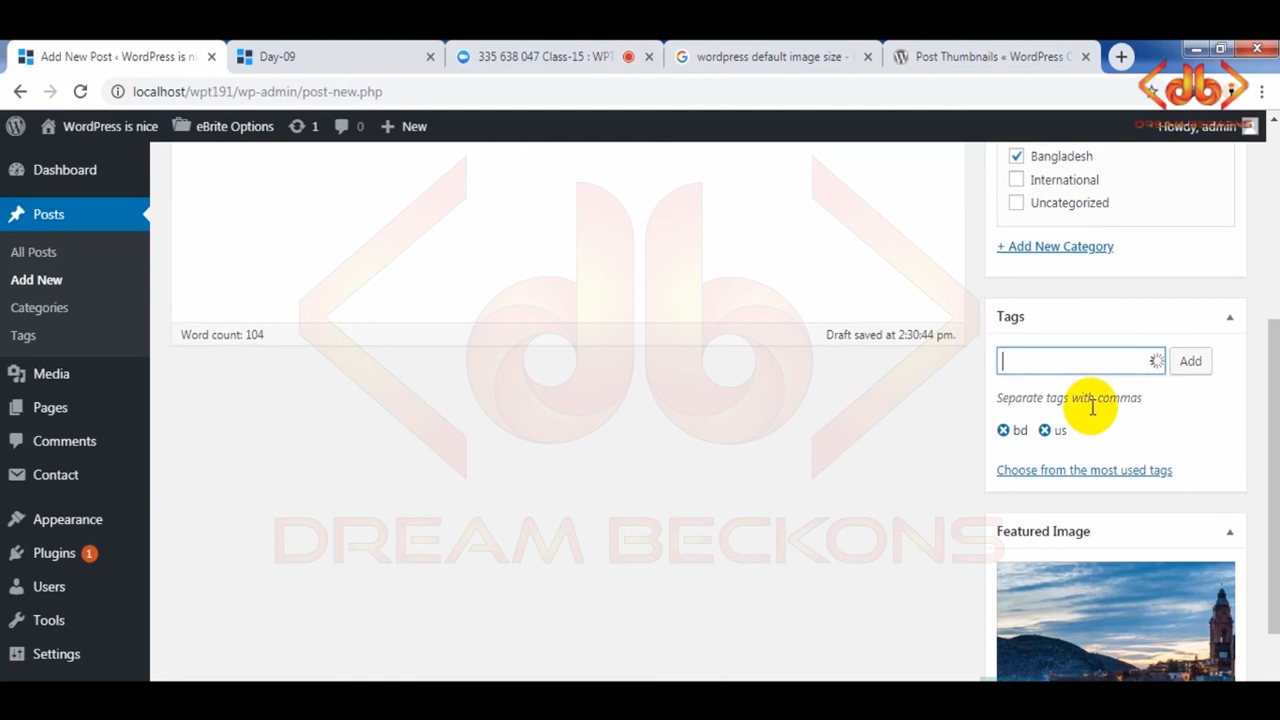 Add New Post ‹ WordPress is ni
Day-09
335 638 047 Class-15 : WPT
wordpress default image size -
Post Thumbnails « WordPress C
localhost/wpt191/wp-admin/post-new.php
WordPress is nice
eBrite Options
1
0
New
Howdy, admin
DREAM BECKONS
Dashboard
Posts
All Posts
Add New
Categories
Tags
Media
Pages
Comments
Contact
Appearance
Plugins 1
Users
Tools
Settings
Word count: 104
Draft saved at 2:30:44 pm.
DREAM BECKONS
Bangladesh
International
Uncategorized
+ Add New Category
Tags
Add
Separate tags with commas
bd us
Choose from the most used tags
Featured Image